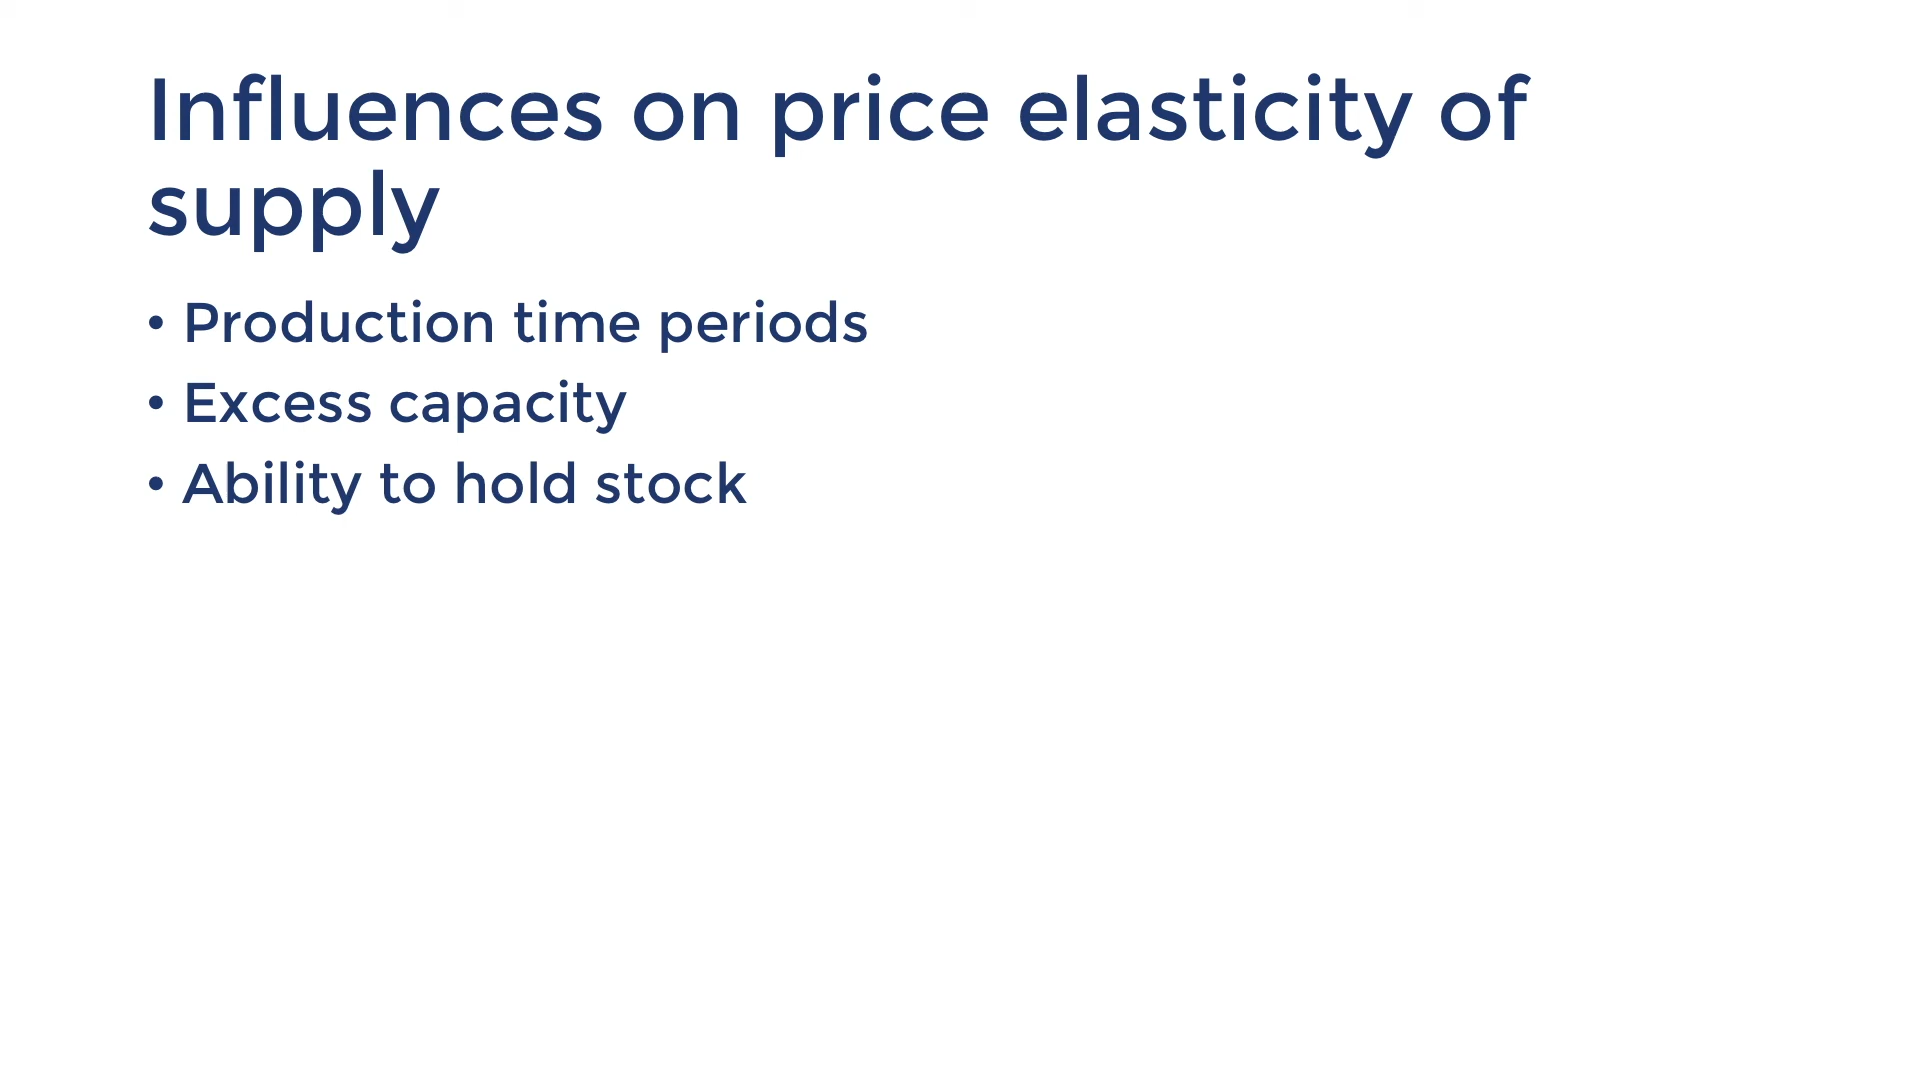 Influences on price elasticity of
supply
• Production time periods
• Excess capacity
• Ability to hold stock